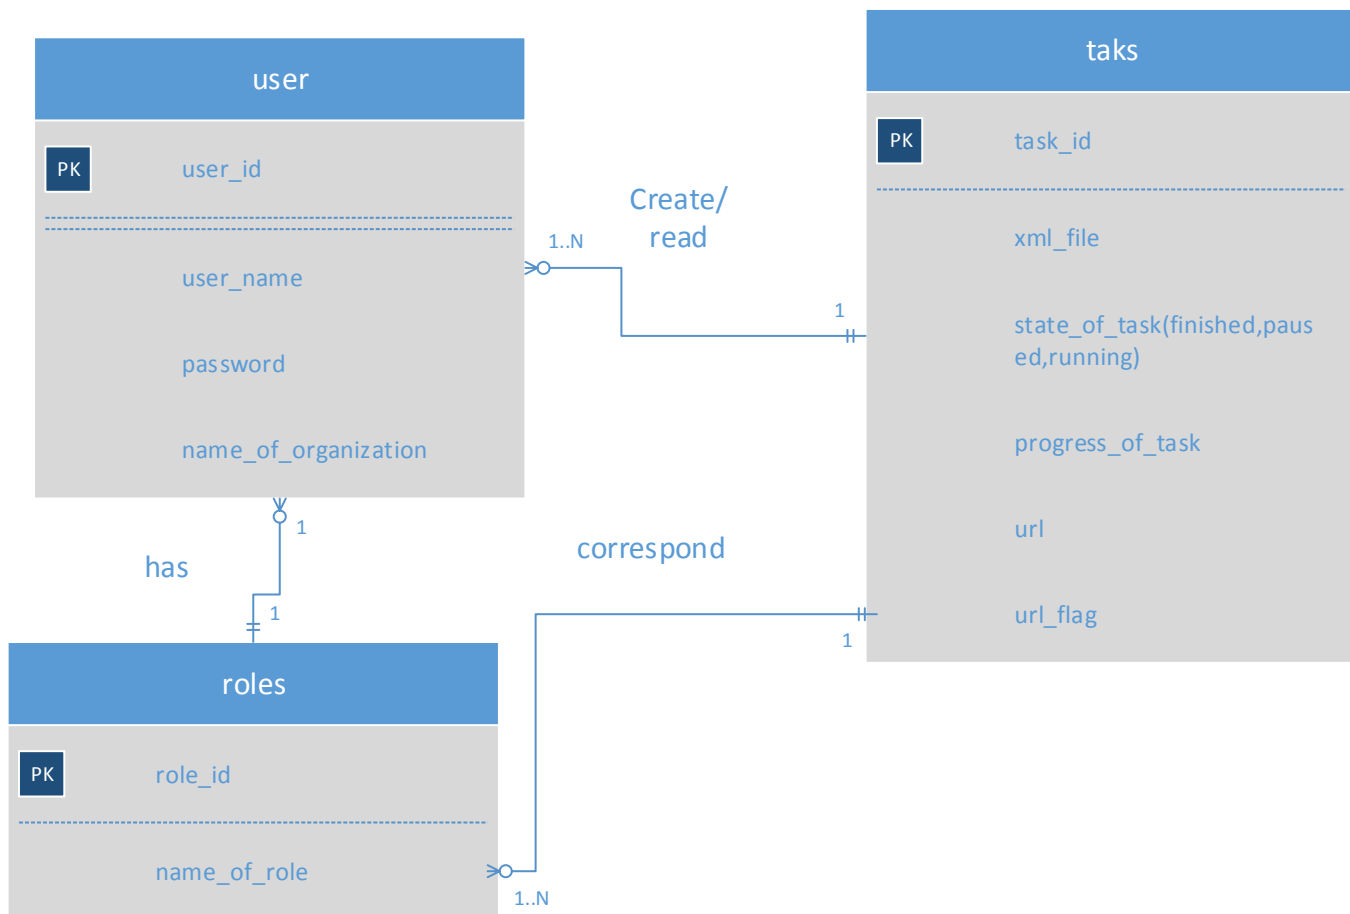 user
PK
user_id
user_name
password
name_of_organization
taks
PK
task_id
xml_file
state_of_task(finished,paus
ed,running)
progress_of_task
url
url_flag
Create/
read
1..N
1
has
1
1
correspond
1
1..N
roles
PK
role_id
name_of_role